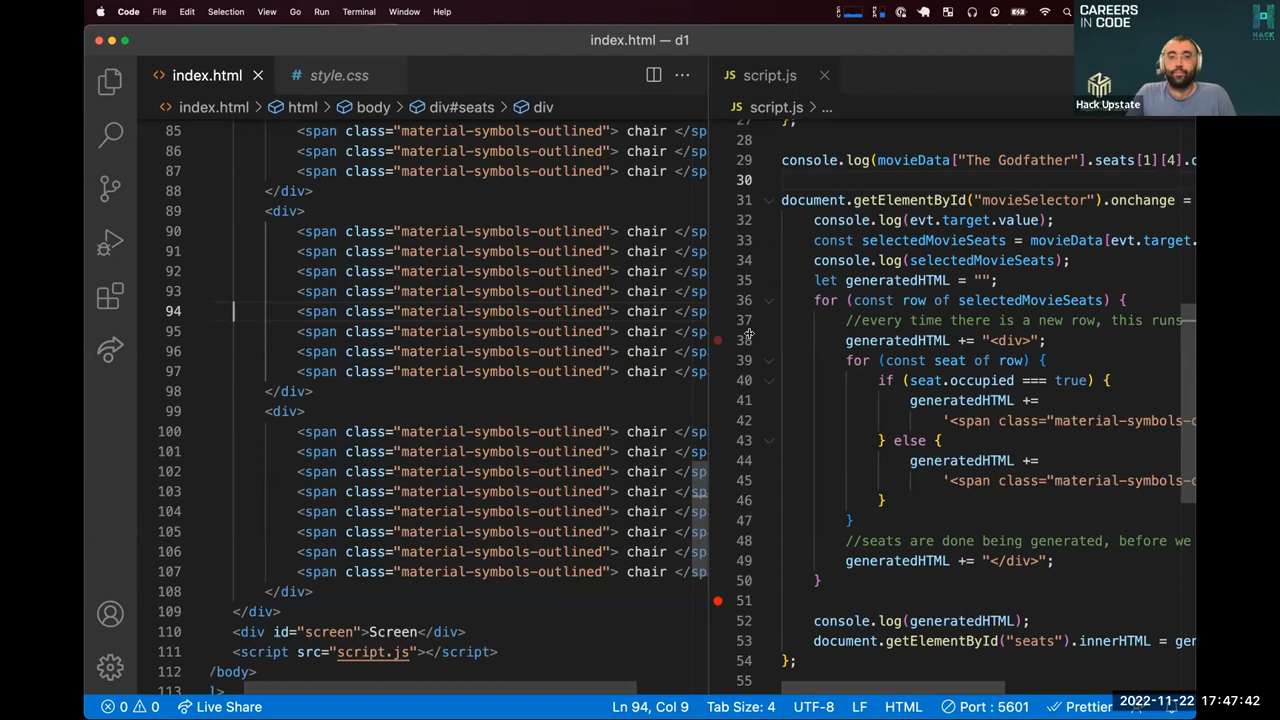 Code File Edit Selection View Go Run Terminal Window Help
CAREERS
IN CODE
HACK
UPSTATE
Hack Upstate
index.html — d1
index.html
style.css
index.html > html > body > div#seats > div
85 <span class="material-symbols-outlined"> chair </sp
86 <span class="material-symbols-outlined"> chair </sp
87 <span class="material-symbols-outlined"> chair </sp
88 </div>
89 <div>
90 <span class="material-symbols-outlined"> chair </sp
91 <span class="material-symbols-outlined"> chair </sp
92 <span class="material-symbols-outlined"> chair </sp
93 <span class="material-symbols-outlined"> chair </sp
94 <span class="material-symbols-outlined"> chair </sp
95 <span class="material-symbols-outlined"> chair </sp
96 <span class="material-symbols-outlined"> chair </sp
97 <span class="material-symbols-outlined"> chair </sp
98 </div>
99 <div>
100 <span class="material-symbols-outlined"> chair </sp
101 <span class="material-symbols-outlined"> chair </sp
102 <span class="material-symbols-outlined"> chair </sp
103 <span class="material-symbols-outlined"> chair </sp
104 <span class="material-symbols-outlined"> chair </sp
105 <span class="material-symbols-outlined"> chair </sp
106 <span class="material-symbols-outlined"> chair </sp
107 <span class="material-symbols-outlined"> chair </sp
108 </div>
109 </div>
110 <div id="screen">Screen</div>
111 <script src="script.js"></script>
112 /body>
113 l>
JS script.js
JS script.js > ...
27 };
28
29 console.log(movieData["The Godfather"].seats[1][4].o
30
31 document.getElementById("movieSelector").onchange =
32 console.log(evt.target.value);
33 const selectedMovieSeats = movieData[evt.target.
34 console.log(selectedMovieSeats);
35 let generatedHTML = "";
36 for (const row of selectedMovieSeats) {
37 //every time there is a new row, this runs
38 generatedHTML += "<div>";
39 for (const seat of row) {
40 if (seat.occupied === true) {
41 generatedHTML +=
42 '<span class="material-symbols-o
43 } else {
44 generatedHTML +=
45 '<span class="material-symbols-o
46 }
47 }
48 //seats are done being generated, before we
49 generatedHTML += "</div>";
50 }
51
52 console.log(generatedHTML);
53 document.getElementById("seats").innerHTML = gen
54 };
55
0 0 Live Share Ln 94, Col 9 Tab Size: 4 UTF-8 LF HTML Port : 5601 Prettier
2022-11-22 17:47:42